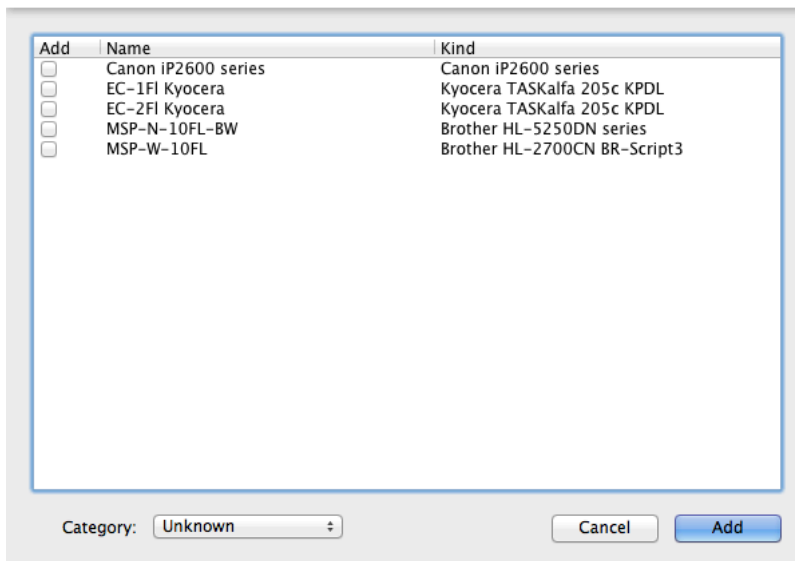 Add Name Kind
Canon iP2600 series Canon iP2600 series
EC-1Fl Kyocera Kyocera TASKalfa 205c KPDL
EC-2Fl Kyocera Kyocera TASKalfa 205c KPDL
MSP-N-10FL-BW Brother HL-5250DN series
MSP-W-10FL Brother HL-2700CN BR-Script3
Category: Unknown Cancel Add